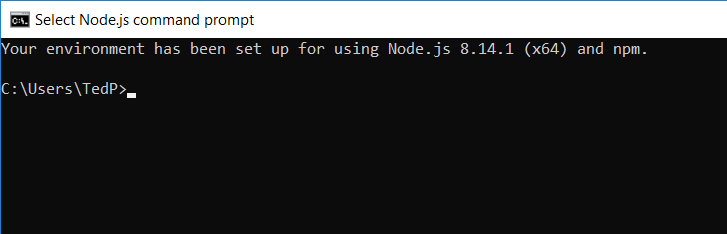 Select Node.js command prompt
Your environment has been set up for using Node.js 8.14.1 (x64) and npm.
C:\Users\TedP>